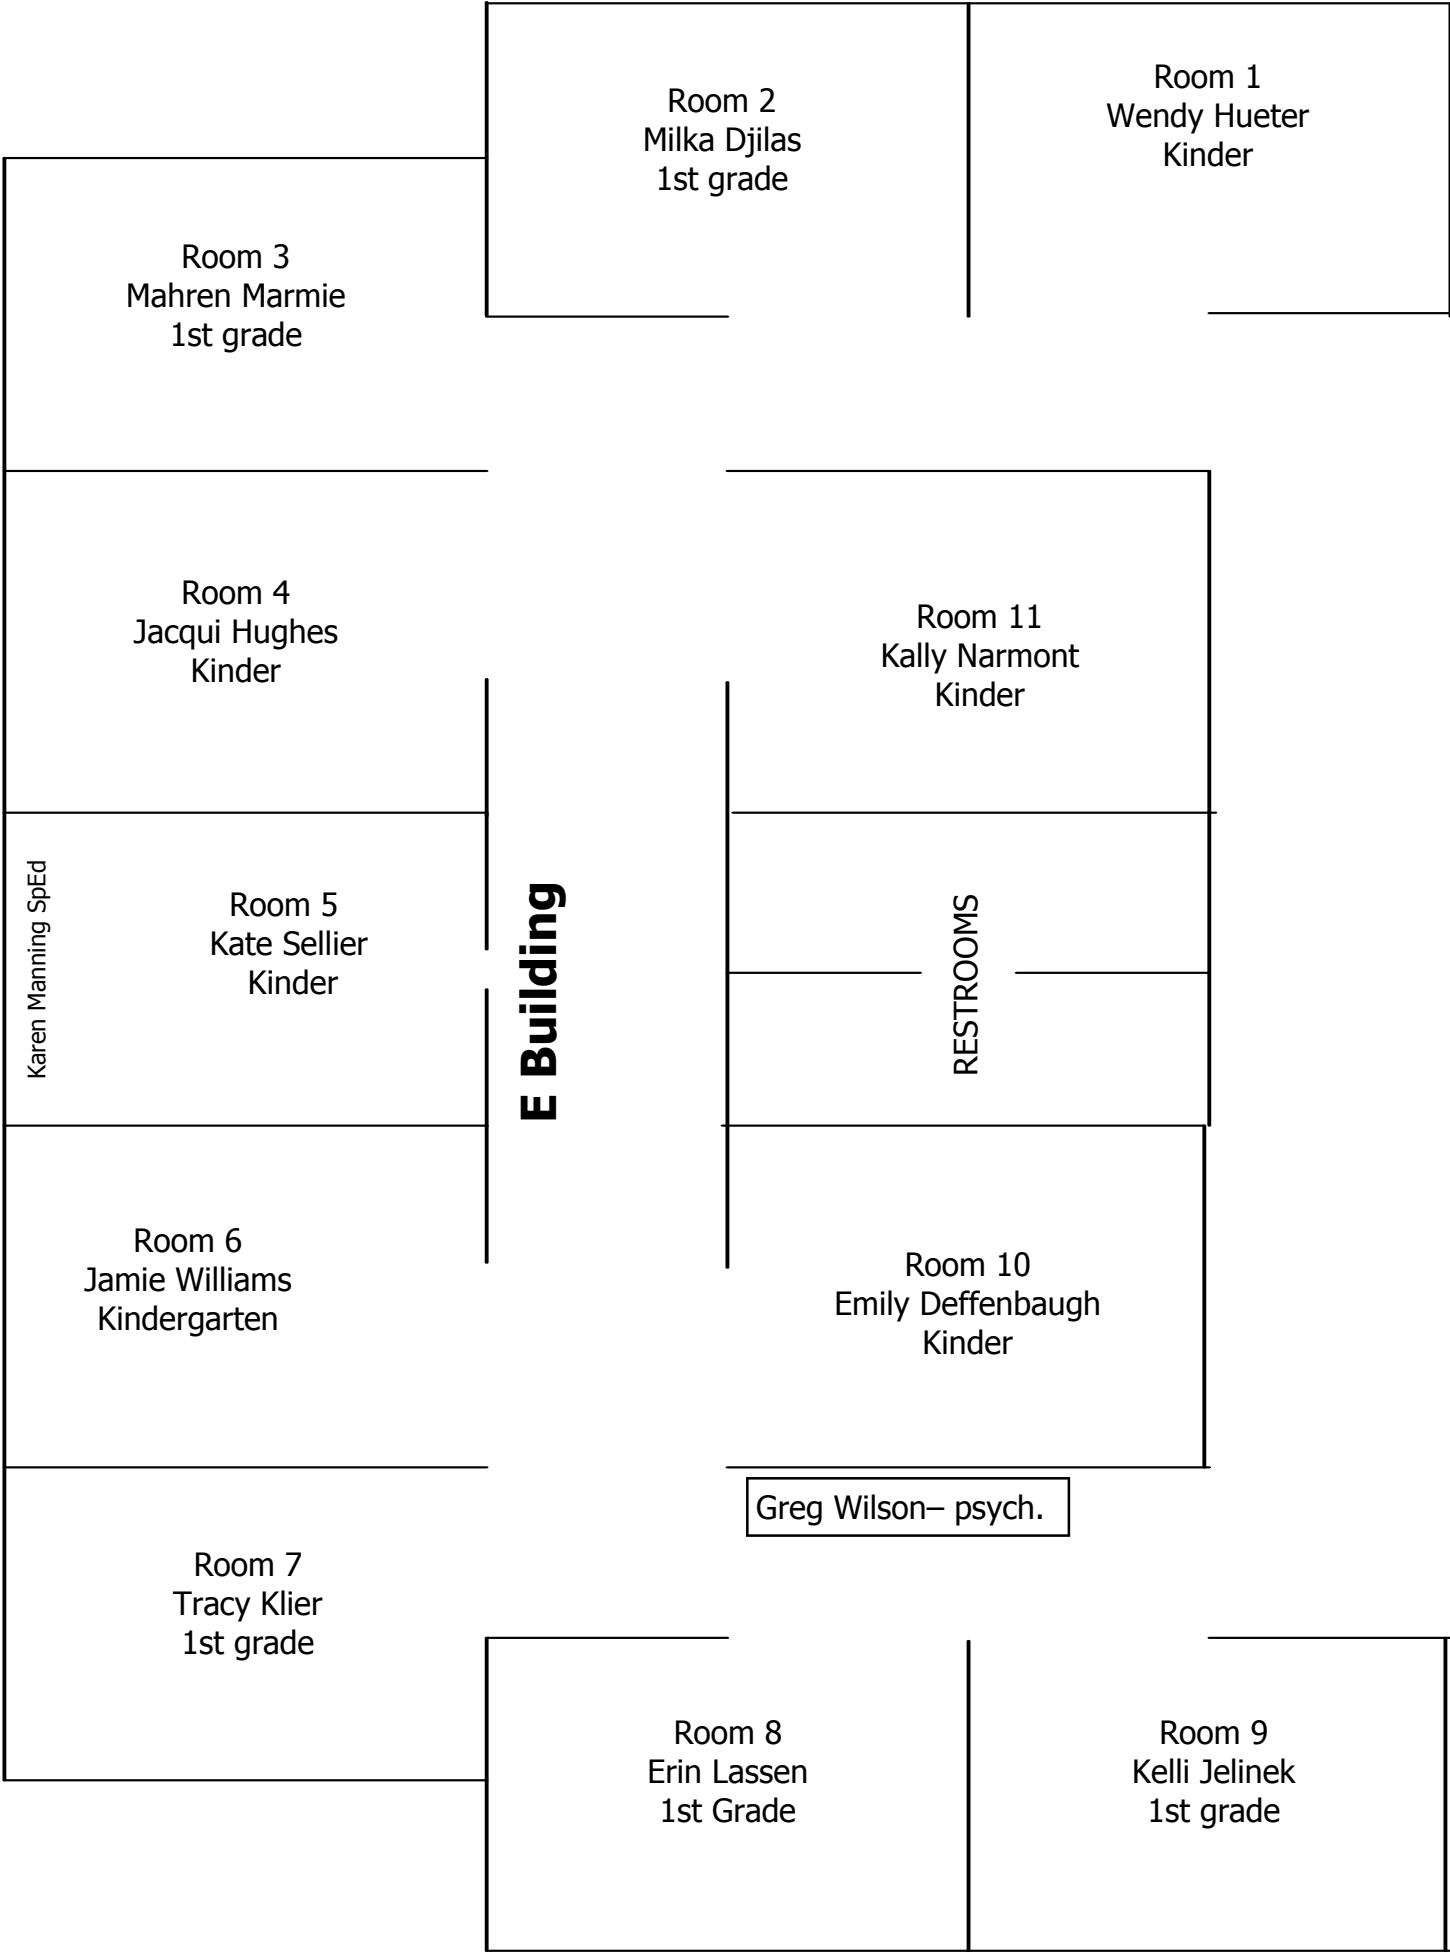 Room 2
Milka Djilas
1st grade
Room 1
Wendy Hueter
Kinder
Room 3
Mahren Marmie
1st grade
Room 4
Jacqui Hughes
Kinder
Room 11
Kally Narmont
Kinder
Karen Manning SpEd
Room 5
Kate Sellier
Kinder
E Building
RESTROOMS
Room 6
Jamie Williams
Kindergarten
Room 10
Emily Deffenbaugh
Kinder
Greg Wilson– psych.
Room 7
Tracy Klier
1st grade
Room 8
Erin Lassen
1st Grade
Room 9
Kelli Jelinek
1st grade